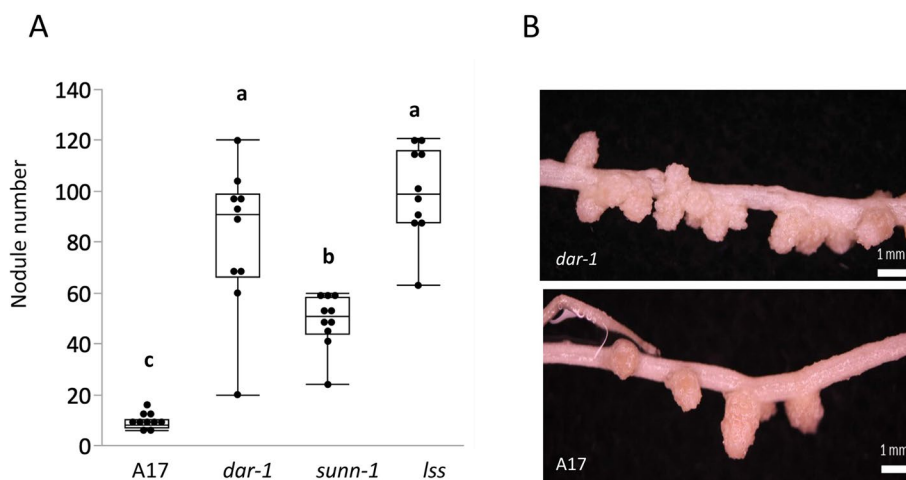 A
B
Nodule number
140
120
100
80
60
40
20
0
a
a
b
c
A17
dar-1
sunn-1
lss
dar-1
1 mm
A17
1 mm